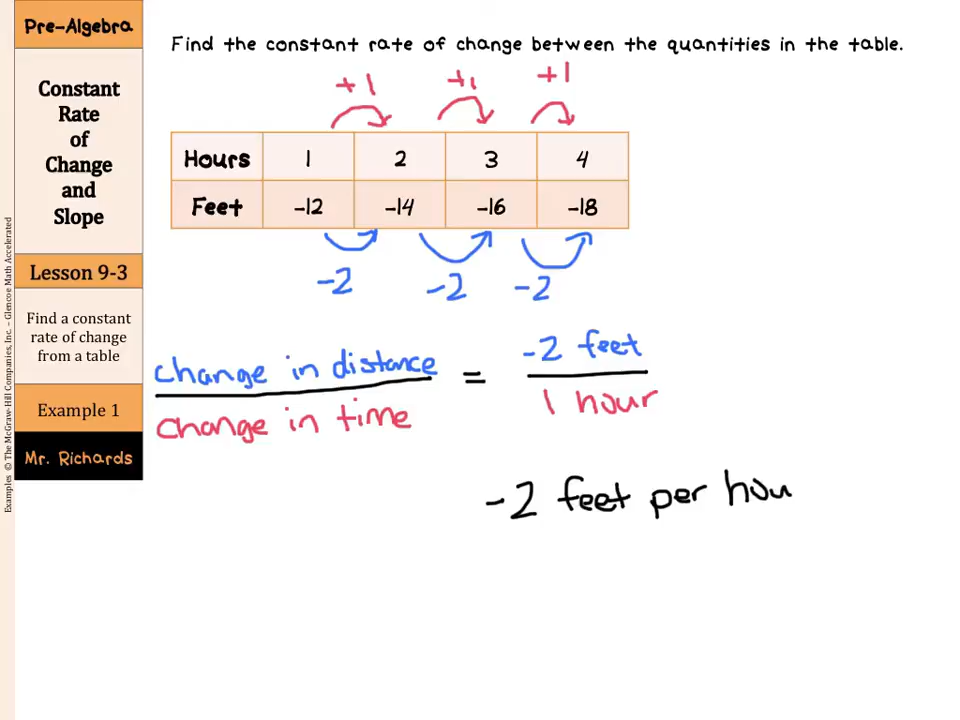 Pre-Algebra
Constant
Rate
of
Change
and
Slope
Lesson 9-3
Find a constant
rate of change
from a table
Example 1
Mr. Richards
Examples © The McGraw-Hill Companies, Inc. – Glencoe Math Accelerated
Find the constant rate of change between the quantities in the table.
+1 +1 +1
Hours 1 2 3 4
Feet -12 -14 -16 -18
-2 -2 -2
change in distance = -2 feet
change in time 1 hour
-2 feet per hou